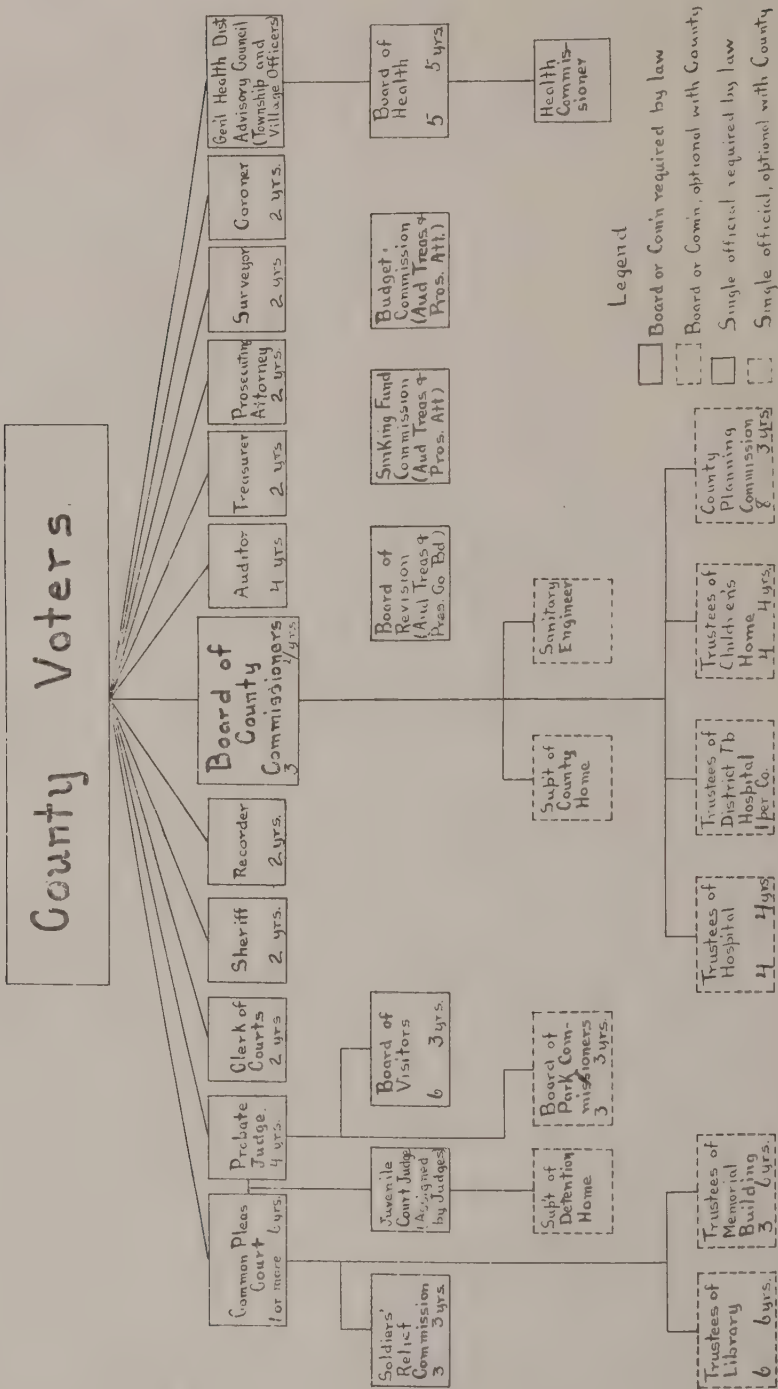 County Voters.
Common Pleas
Court
1 or more 6 yrs.
Probate
Judge.
4 yrs.
Clerk of
Courts
2 yrs
Sheriff
2 yrs.
Recorder
2 yrs.
Board of
County
Commissioners
3
Auditor
4 yrs
Treasurer
2 yrs
Prosecuting
Attorney
2 yrs.
Surveyor
2 yrs
Coroner
2 yrs.
Gen'l Health Dist
Advisory Council
(Township and
Village Officers)
Soldiers'
Relief
Commission
3 3 yrs.
Juvenile
Court Judge
(Assigned
by Judges)
Board of
Visitors
6 3 yrs.
Board of
Revision
(Aud Treas &
Pres. Co Bd)
Sinking Fund
Commission
(Aud Treas &
Pros. Att)
Budget
Commission
(Aud Treas &
Pros. Att.)
Board of
Health
5 5 yrs
Sup't of
Detention
Home
Board of
Park Com-
missioners
3 3 yrs.
Sup't of
County
Home
Sanitary
Engineer
Health
Commis-
sioner
Trustees of
Library
6 6 yrs.
Trustees of
Memorial
Building
3 6 yrs.
Trustees of
Hospital
4 4 yrs
Trustees of
District Tb
Hospital
1 per Co.
Trustees of
Children's
Home
4 4 yrs.
County
Planning
Commission
8 3 yrs
Legend
Board or Com'n required by law
Board or Com'n, optional with County
Single official required by law
Single official, optional with County